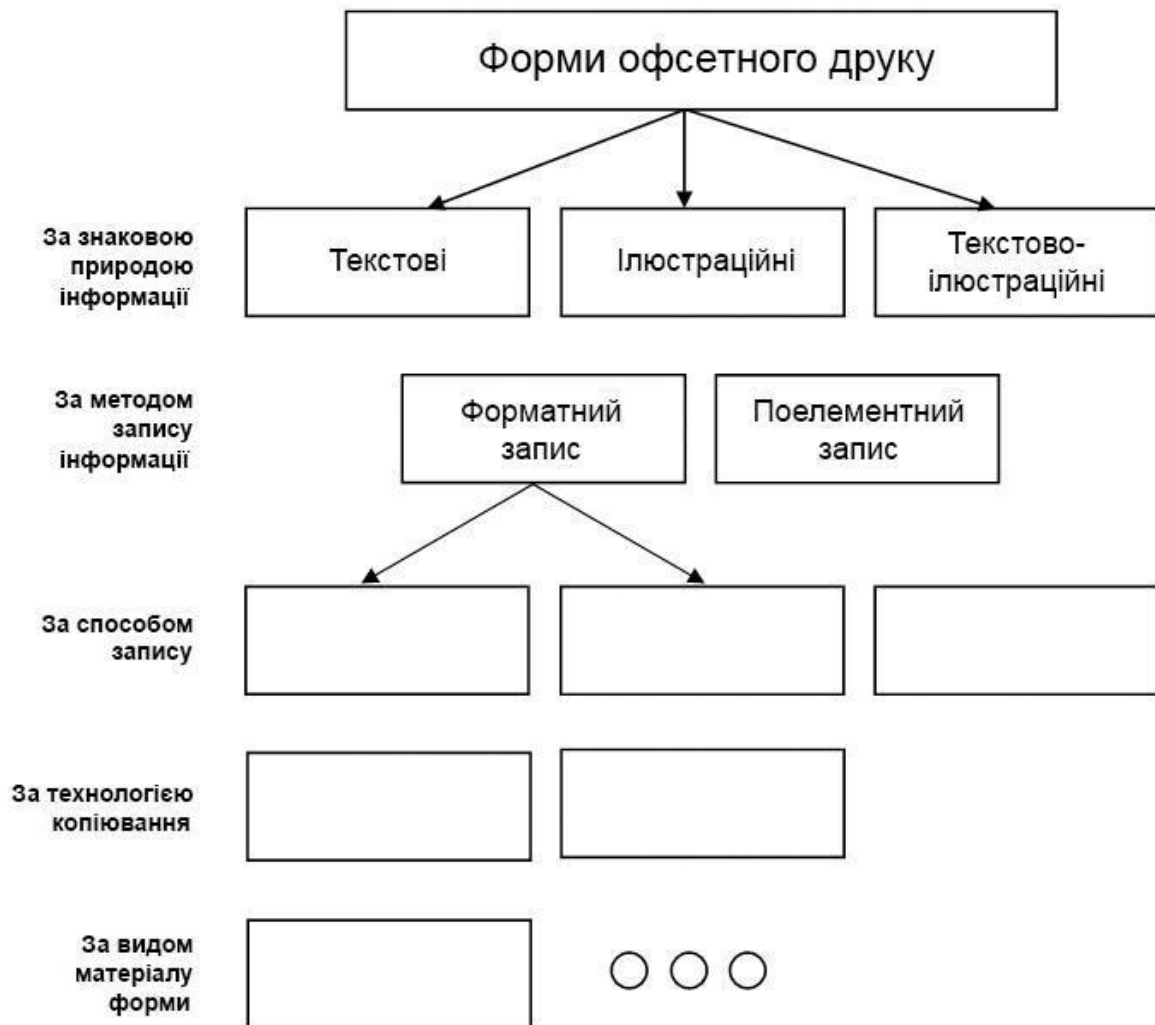 Форми офсетного друку
За знаковою
природою
інформації
Текстові
Ілюстраційні
Текстово-
ілюстраційні
За методом
запису
інформації
Форматний
запис
Поелементний
запис
За способом
запису
За технологією
копіювання
За видом
матеріалу
форми